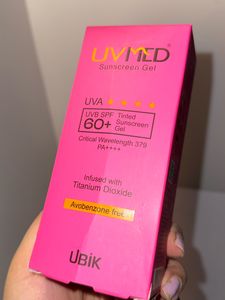 UVMED®
Sunscreen Gel
UVA ★ ★ ★ ★
UVB SPF
60+
Tinted
Sunscreen
Gel
Critical Wavelength 379
PA++++
Infused with
Titanium Dioxide
Avobenzone free
UBiK